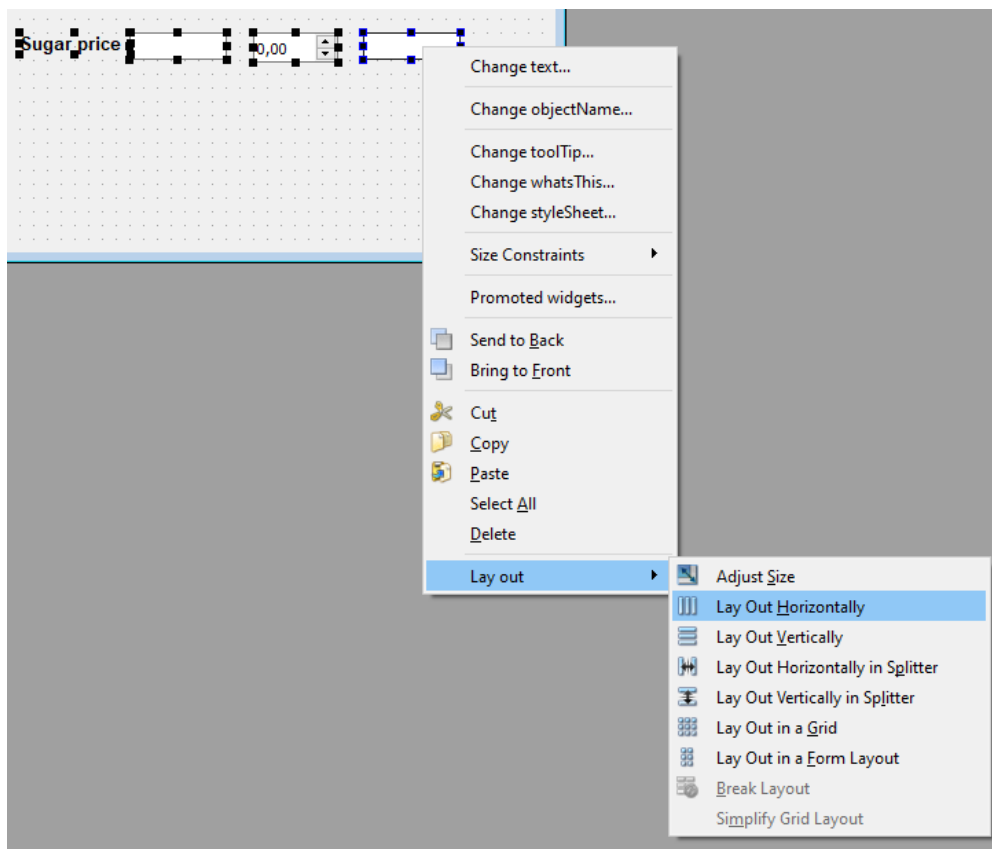 Sugar price
0,00
Change text...
Change objectName...
Change toolTip...
Change whatsThis...
Change styleSheet...
Size Constraints
Promoted widgets...
Send to Back
Bring to Front
Cut
Copy
Paste
Select All
Delete
Lay out
Adjust Size
Lay Out Horizontally
Lay Out Vertically
Lay Out Horizontally in Splitter
Lay Out Vertically in Splitter
Lay Out in a Grid
Lay Out in a Form Layout
Break Layout
Simplify Grid Layout